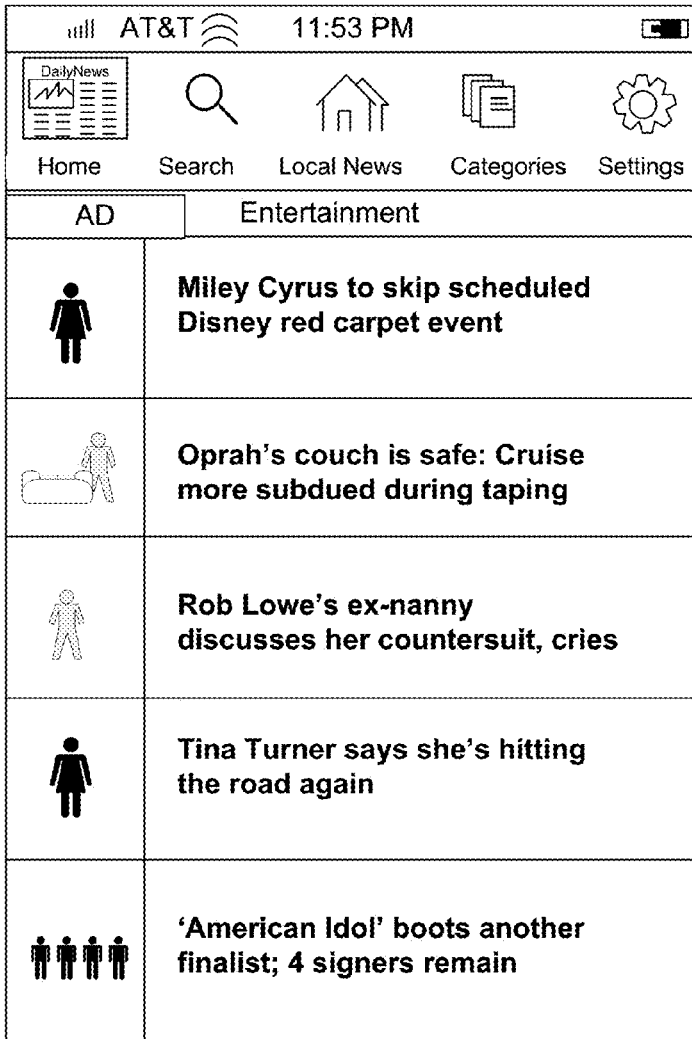 AT&T 11:53 PM
DailyNews
Home Search Local News Categories Settings
AD Entertainment
Miley Cyrus to skip scheduled
Disney red carpet event
Oprah's couch is safe: Cruise
more subdued during taping
Rob Lowe's ex-nanny
discusses her countersuit, cries
Tina Turner says she's hitting
the road again
‘American Idol’ boots another
finalist; 4 signers remain